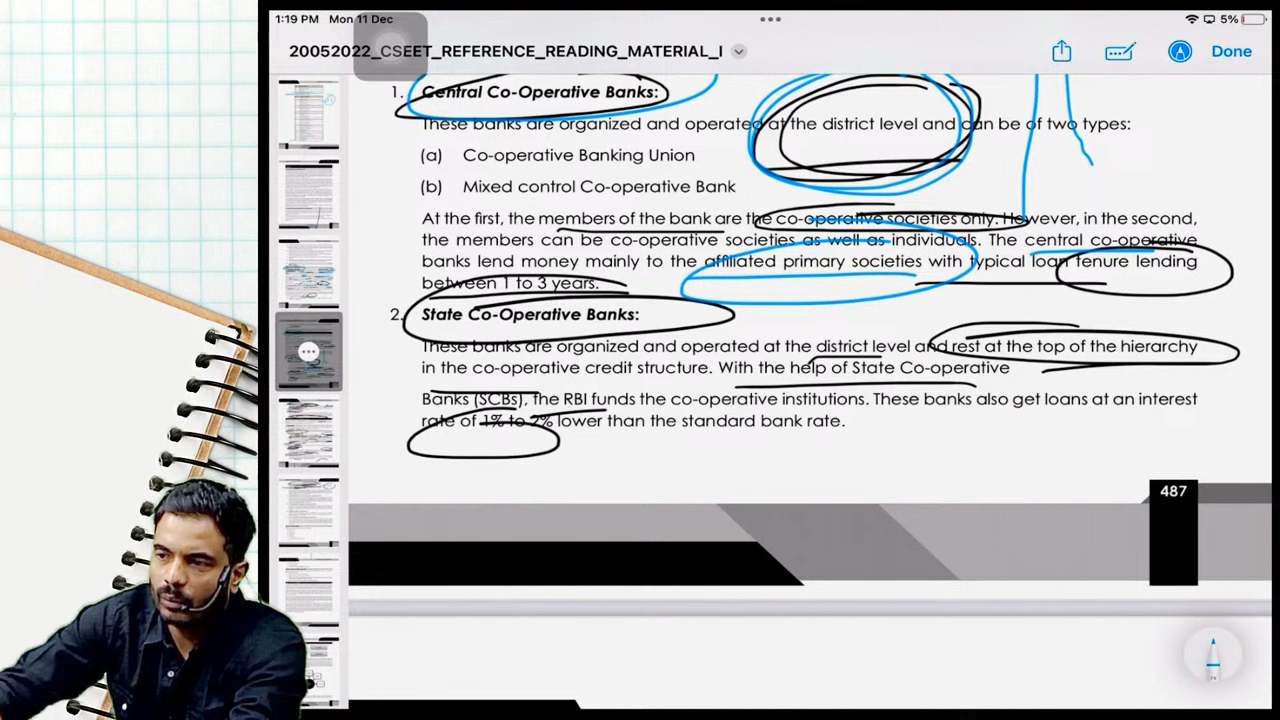 1:19 PM Mon 11 Dec
5%
20052022_CSEET_REFERENCE_READING_MATERIAL_I
Done
1. Central Co-Operative Banks:
These banks are organized and operated at the district level and can be of two types:
(a) Co-operative Banking Union
(b) Mixed control Co-operative Bank
At the first, the members of the bank are the co-operative societies only. However, in the second,
the members can be co-operative societies as well as individuals. The central co-operative
banks lend money mainly to the affiliated primary societies with typical loan tenure lending
between 1 to 3 years.
2. State Co-Operative Banks:
These banks are organized and operated at the district level and rest at the top of the hierarchy
in the co-operative credit structure. With the help of State Co-operative
Banks (SCBs), the RBI funds the co-operative institutions. These banks also get loans at an interest
rate of 1% to 2% lower than the standard bank rate.
487